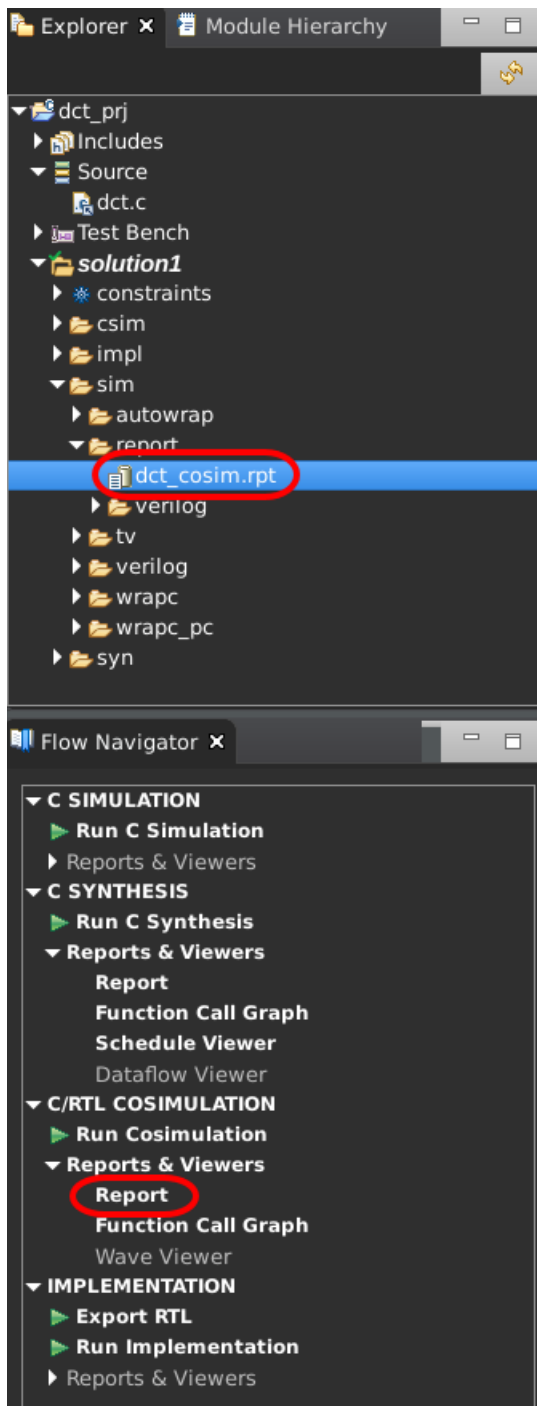 Explorer Module Hierarchy
dct_prj
Includes
Source
dct.c
Test Bench
solution1
constraints
csim
impl
sim
autowrap
report
dct_cosim.rpt
verilog
tv
verilog
wrapc
wrapc_pc
syn
Flow Navigator
C SIMULATION
Run C Simulation
Reports & Viewers
C SYNTHESIS
Run C Synthesis
Reports & Viewers
Report
Function Call Graph
Schedule Viewer
Dataflow Viewer
C/RTL COSIMULATION
Run Cosimulation
Reports & Viewers
Report
Function Call Graph
Wave Viewer
IMPLEMENTATION
Export RTL
Run Implementation
Reports & Viewers